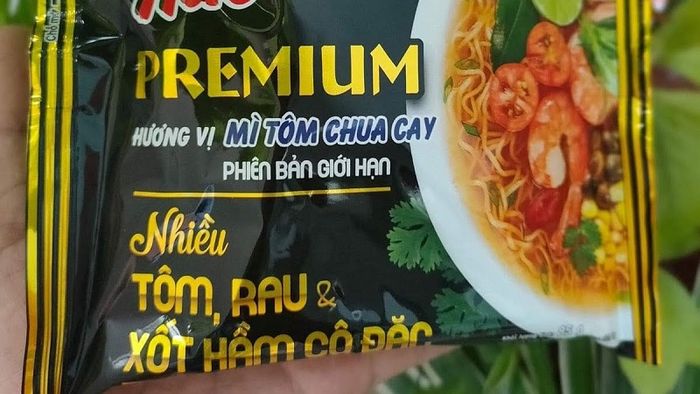 PREMIUM
HƯƠNG VỊ MÌ TÔM CHUA CAY
PHIÊN BẢN GIỚI HẠN
Nhiều
TÔM, RAU &
XỐT HẦM CÔ ĐẶC